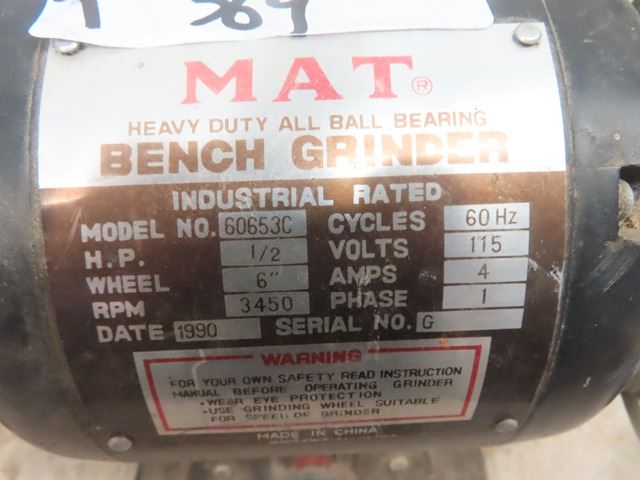 384
MAT®
HEAVY DUTY ALL BALL BEARING
BENCH GRINDER
INDUSTRIAL RATED
MODEL NO. 60653C CYCLES 60 Hz
H.P. 1/2 VOLTS 115
WHEEL 6" AMPS 4
RPM 3450 PHASE 1
DATE 1990 SERIAL NO. G
WARNING
FOR YOUR OWN SAFETY READ INSTRUCTION
MANUAL BEFORE OPERATING GRINDER
• WEAR EYE PROTECTION
• USE GRINDING WHEEL SUITABLE
FOR SPEED OF GRINDER
MADE IN CHINA